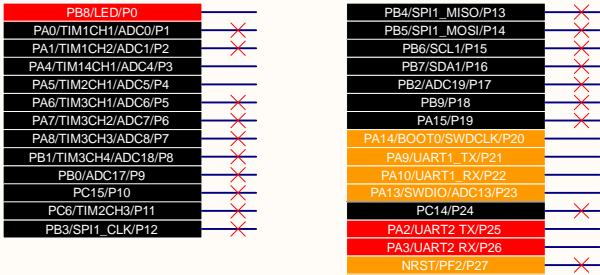 PB8/LED/P0
PA0/TIM1CH1/ADC0/P1
PA1/TIM1CH2/ADC1/P2
PA4/TIM14CH1/ADC4/P3
PA5/TIM2CH1/ADC5/P4
PA6/TIM3CH1/ADC6/P5
PA7/TIM3CH2/ADC7/P6
PA8/TIM3CH3/ADC8/P7
PB1/TIM3CH4/ADC18/P8
PB0/ADC17/P9
PC15/P10
PC6/TIM2CH3/P11
PB3/SPI1_CLK/P12
PB4/SPI1_MISO/P13
PB5/SPI1_MOSI/P14
PB6/SCL1/P15
PB7/SDA1/P16
PB2/ADC19/P17
PB9/P18
PA15/P19
PA14/BOOT0/SWDCLK/P20
PA9/UART1_TX/P21
PA10/UART1_RX/P22
PA13/SWDIO/ADC13/P23
PC14/P24
PA2/UART2 TX/P25
PA3/UART2 RX/P26
NRST/PF2/P27